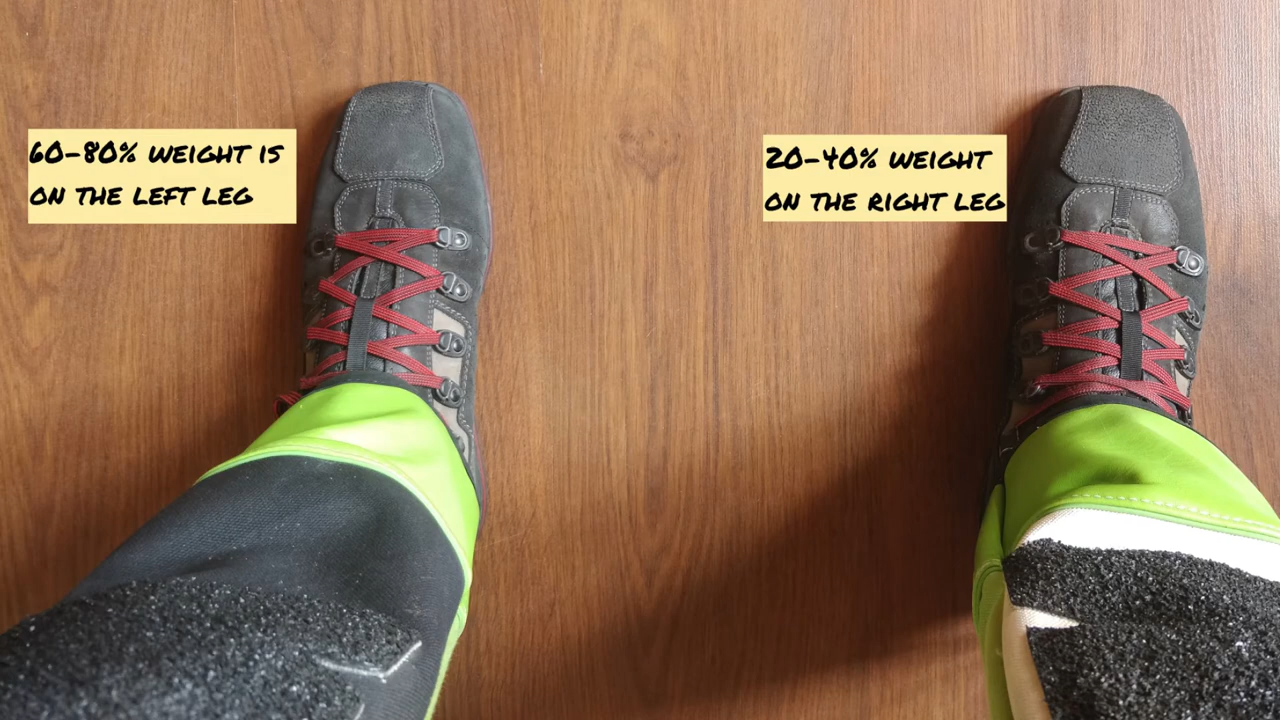 60-80% WEIGHT IS
ON THE LEFT LEG
20-40% WEIGHT
ON THE RIGHT LEG